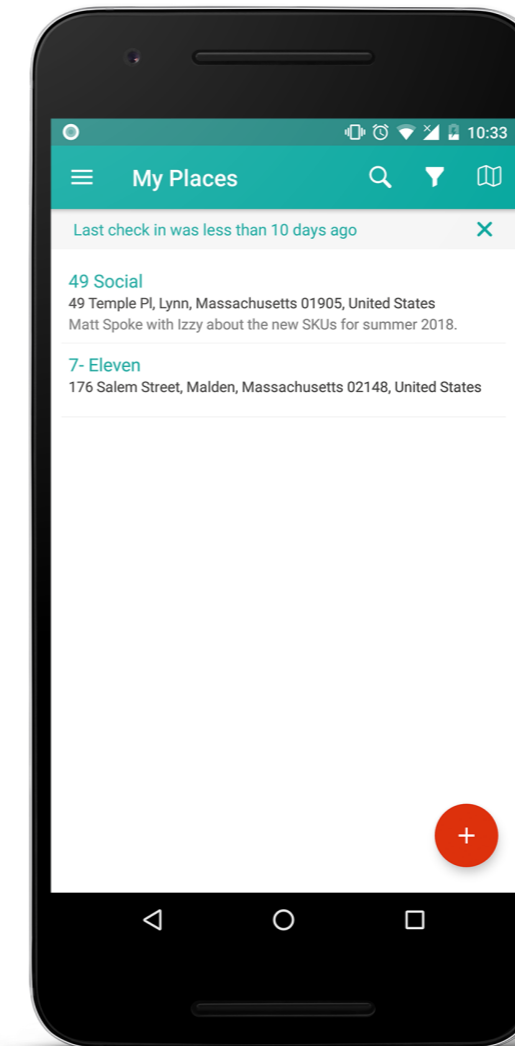 10:33
My Places
Last check in was less than 10 days ago
49 Social
49 Temple Pl, Lynn, Massachusetts 01905, United States
Matt Spoke with Izzy about the new SKUs for summer 2018.
7- Eleven
176 Salem Street, Malden, Massachusetts 02148, United States